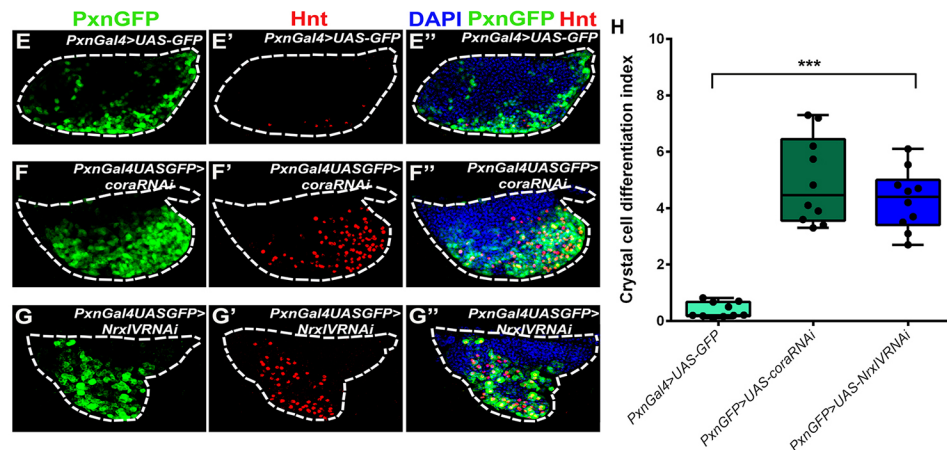 PxnGFP Hnt DAPI PxnGFP Hnt
E PxnGal4>UAS-GFP
E' PxnGal4>UAS-GFP
E" PxnGal4>UAS-GFP
F PxnGal4UASGFP>
coraRNAi
F' PxnGal4UASGFP>
coraRNAi
F" PxnGal4UASGFP>
coraRNAi
G PxnGal4UASGFP>
NrxIVRNAi
G' PxnGal4UASGFP>
NrxIVRNAi
G" PxnGal4UASGFP>
NrxIVRNAi
H
Crystal cell differentiation index
10
8
6
4
2
0
***
PxnGal4>UAS-GFP
PxnGFP>UAS-coraRNAi
PxnGFP>UAS-NrxIVRNAi